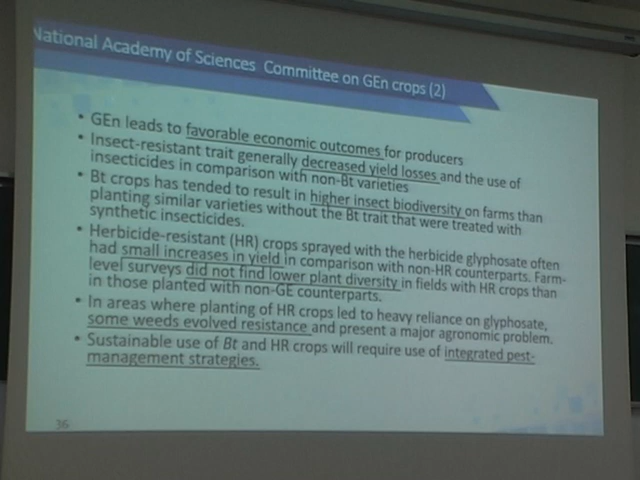 National Academy of Sciences Committee on GEn crops (2)
• GEn leads to favorable economic outcomes for producers
• Insect-resistant trait generally decreased yield losses and the use of
insecticides in comparison with non-Bt varieties
• Bt crops has tended to result in higher insect biodiversity on farms than
planting similar varieties without the Bt trait that were treated with
synthetic insecticides.
• Herbicide-resistant (HR) crops sprayed with the herbicide glyphosate often
had small increases in yield in comparison with non-HR counterparts. Farm-
level surveys did not find lower plant diversity in fields with HR crops than
in those planted with non-GE counterparts.
• In areas where planting of HR crops led to heavy reliance on glyphosate,
some weeds evolved resistance and present a major agronomic problem.
• Sustainable use of Bt and HR crops will require use of integrated pest-
management strategies.
36